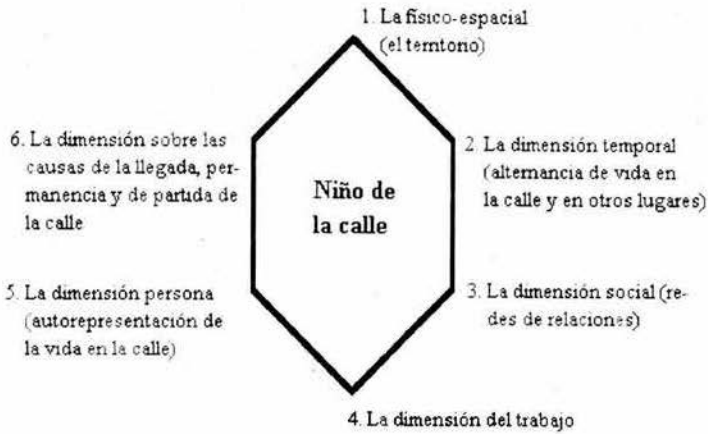 1. La físico-espacial
(el terntorio)
2. La dimensión temporal
(alternancia de vida en
la calle y en otros lugares)
3. La dimensión social (re-
des de relaciones)
4. La dimensión del trabajo
5. La dimensión persona
(autorepresentación de
la vida en la calle)
6. La dimensión sobre las
causas de la llegada, per-
manencia y de partida de
la calle
Niño de
la calle